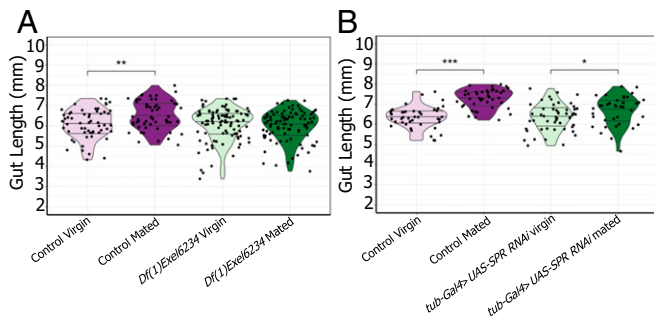 A
B
Gut Length (mm)
10
9
8
7
6
5
4
3
2
**
Control Virgin
Control Mated
Df(1)Exel6234 Virgin
Df(1)Exel6234 Mated
Gut Length (mm)
10
9
8
7
6
5
4
3
2
***
*
Control Virgin
Control Mated
tub-Gal4> UAS-SPR RNAi virgin
tub-Gal4> UAS-SPR RNAi mated